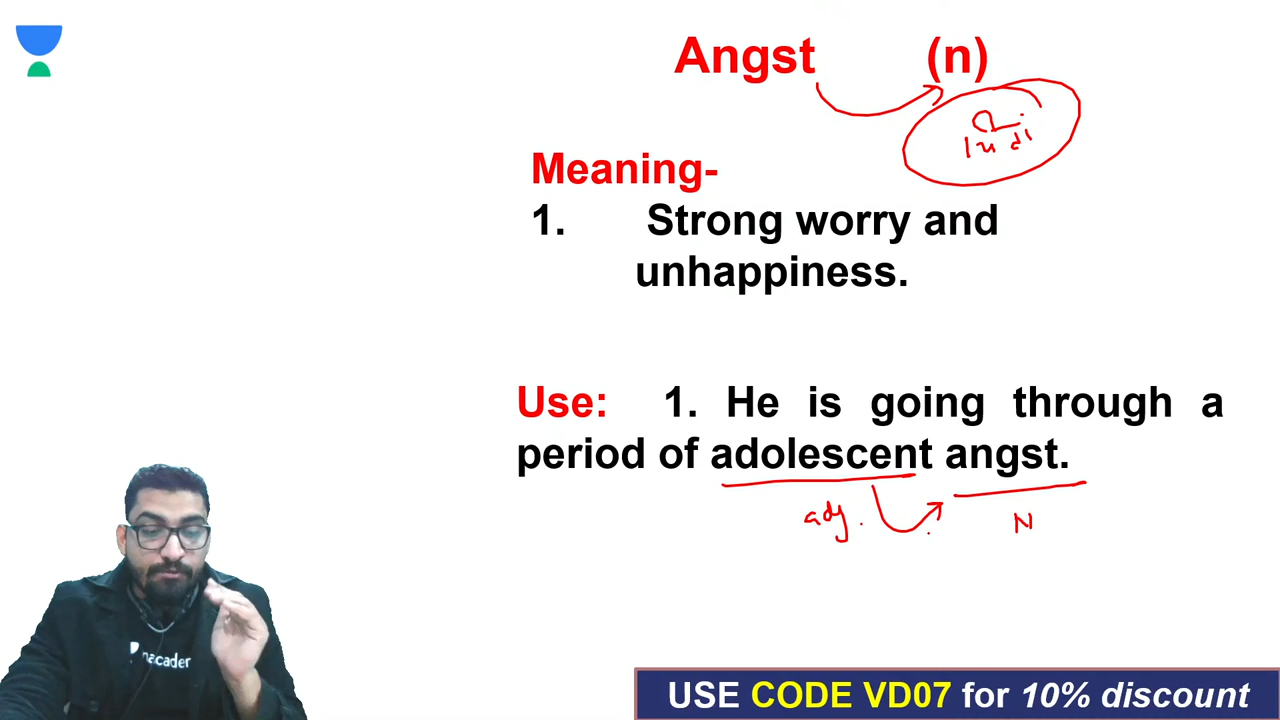 Angst (n)
Meaning-
1. Strong worry and
unhappiness.
Use: 1. He is going through a
period of adolescent angst.
adj.
N
nacader
USE CODE VD07 for 10% discount